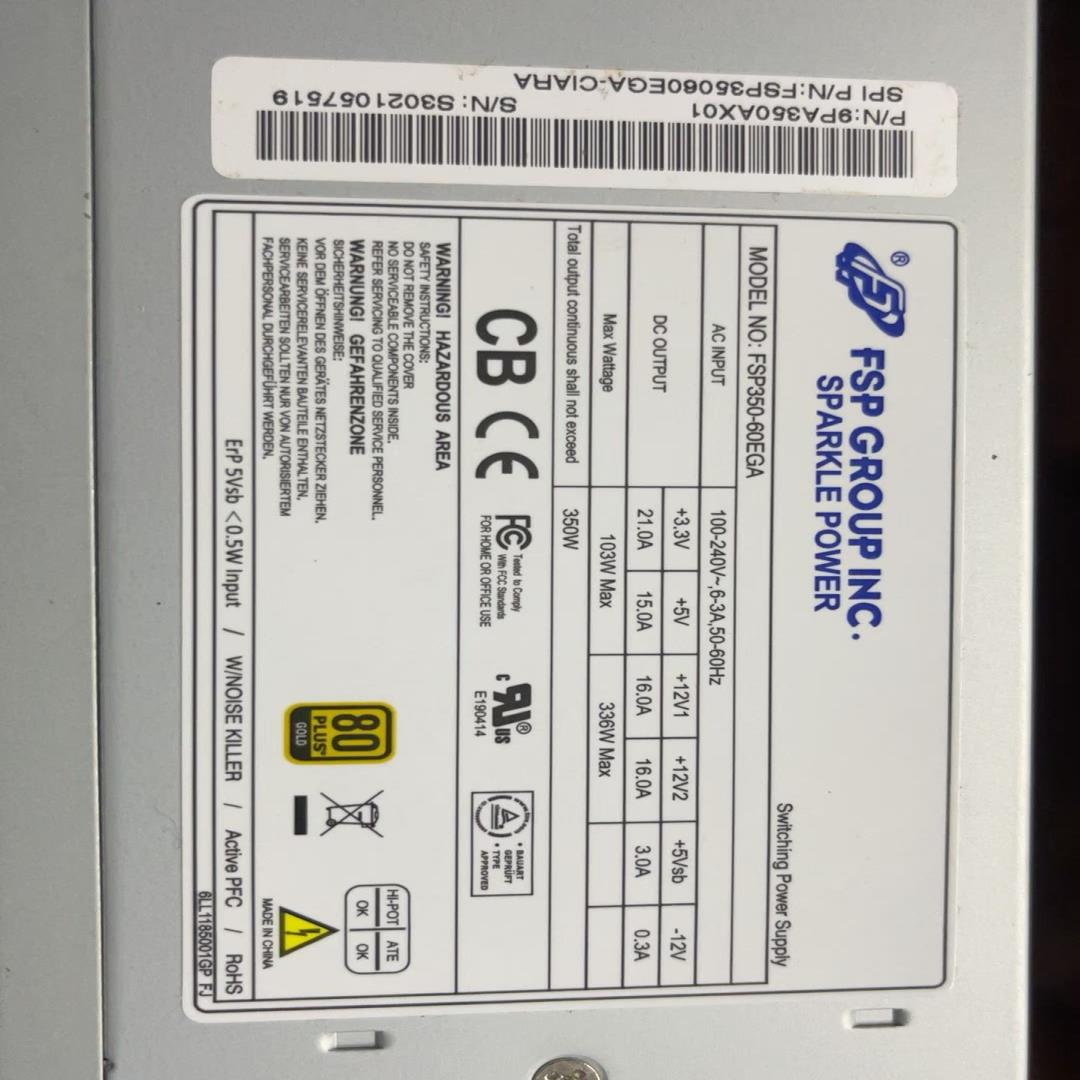 P/N:9PA350AX01
SPI P/N:FSP35060EGA-CIARA
S/N: S3021057519
FSP GROUP INC.
SPARKLE POWER
Switching Power Supply
MODEL NO: FSP350-60EGA
AC INPUT 100-240V~,6-3A,50-60Hz
DC OUTPUT +3.3V +5V +12V1 +12V2 +5Vsb -12V
21.0A 15.0A 16.0A 16.0A 3.0A 0.3A
Max Wattage 103W Max 336W Max
Total output continuous shall not exceed 350W
CB CE
FC Tested to Comply
With FCC Standards
FOR HOME OR OFFICE USE
c RU® US
E190414
BAUART
GEPRÜFT
TYPE
APPROVED
WARNING! HAZARDOUS AREA
SAFETY INSTRUCTIONS:
DO NOT REMOVE THE COVER
NO SERVICEABLE COMPONENTS INSIDE.
REFER SERVICING TO QUALIFIED SERVICE PERSONNEL.
WARNUNG! GEFAHRENZONE
SICHERHEITSHINWEISE:
VOR DEM ÖFFNEN DES GERÄTES NETZSTECKER ZIEHEN.
KEINE SERVICERELEVANTEN BAUTEILE ENTHALTEN.
SERVICEARBEITEN SOLLTEN NUR VON AUTORISIERTEM
FACHPERSONAL DURCHGEFÜHRT WERDEN.
80
PLUS®
GOLD
HI-POT ATE
OK OK
MADE IN CHINA
ErP 5Vsb <0.5W Input / W/NOISE KILLER / Active PFC / RoHS
6LL1185001GP FJ